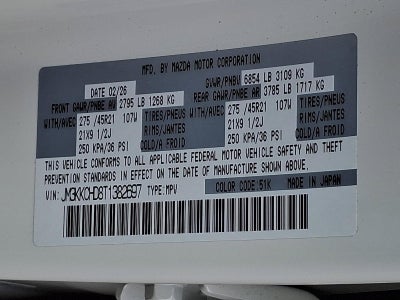 MFD. BY MAZDA MOTOR CORPORATION
DATE 02/26 GVWR/PNBV 6854 LB 3109 KG
FRONT GAWR/PNBE AV 2795 LB 1268 KG REAR GAWR/PNBE AR 3785 LB 1717 KG
WITH/AVEC 275 /45R21 107W TIRES/PNEUS WITH/AVEC 275 /45R21 107W TIRES/PNEUS
21X9 1/2J RIMS/JANTES 21X9 1/2J RIMS/JANTES
250 KPA/36 PSI COLD/A FROID 250 KPA/36 PSI COLD/A FROID
THIS VEHICLE CONFORMS TO ALL APPLICABLE FEDERAL MOTOR VEHICLE SAFETY AND THEFT
PREVENTION STANDARDS IN EFFECT ON THE DATE OF MANUFACTURE SHOWN ABOVE.
VIN: JM3KKCHD8T1382697 TYPE:MPV COLOR CODE 51K MADE IN JAPAN